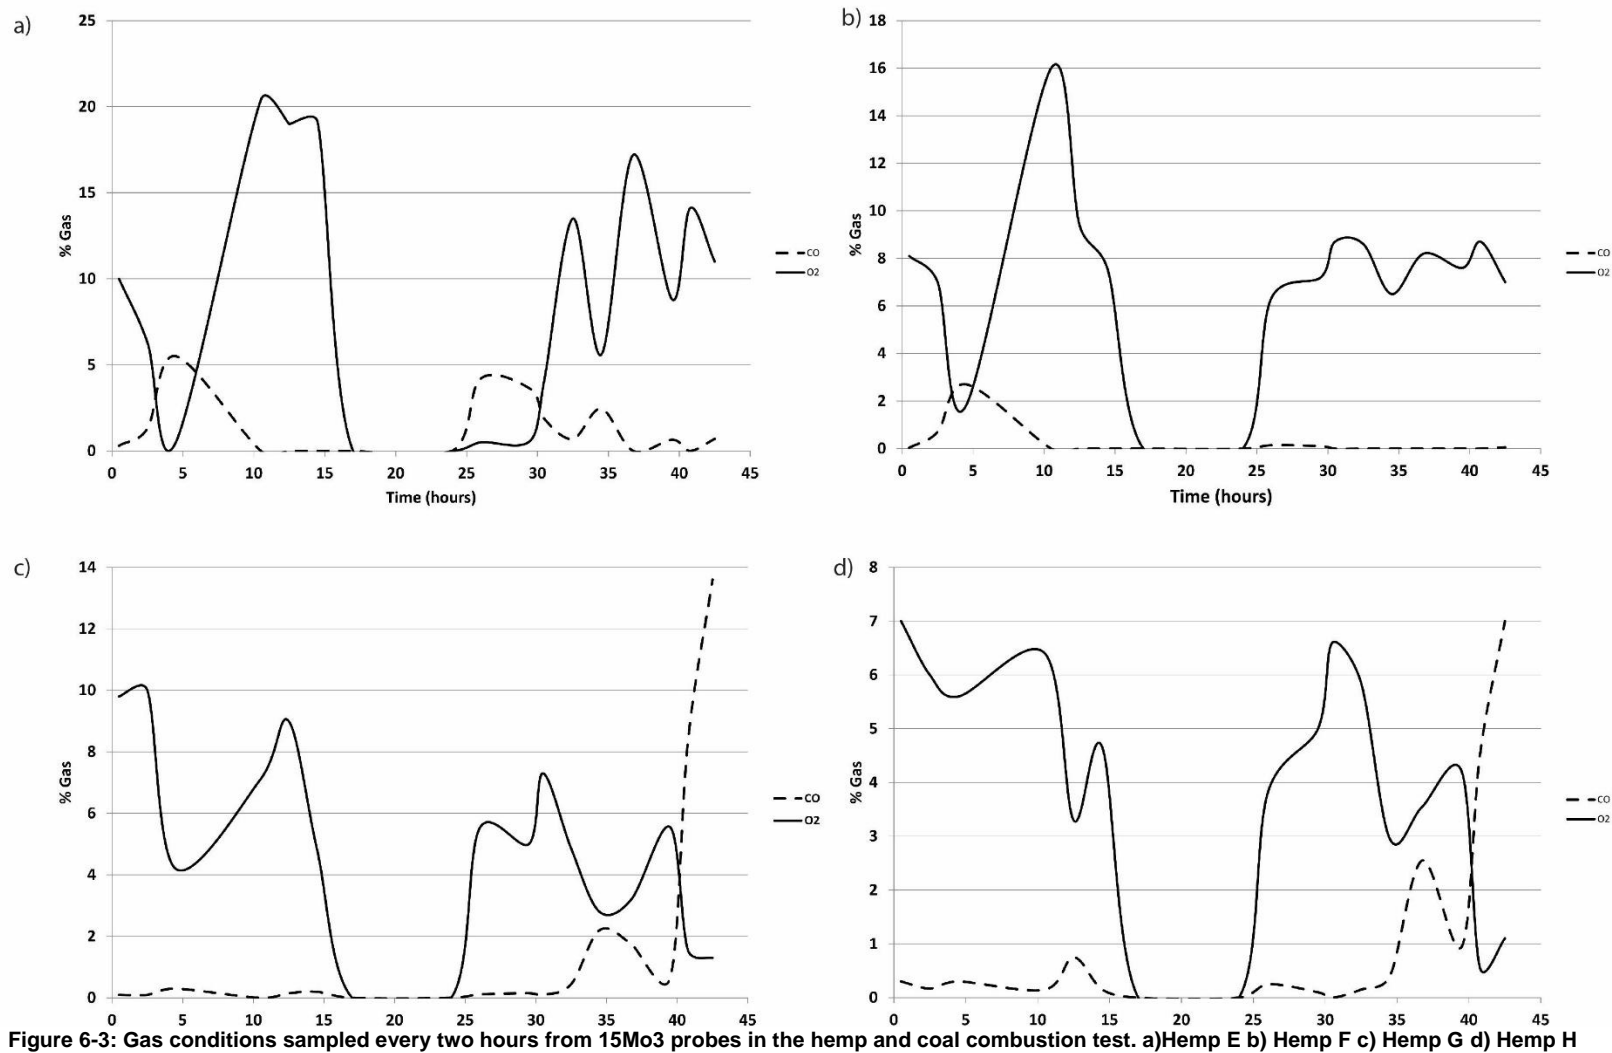 a)
25
20
15
10
5
0
% Gas
0 5 10 15 20 25 30 35 40 45
Time (hours)
CO
O2
b)
18
16
14
12
10
8
6
4
2
0
% Gas
0 5 10 15 20 25 30 35 40 45
Time (hours)
CO
O2
c)
14
12
10
8
6
4
2
0
% Gas
0 5 10 15 20 25 30 35 40 45
CO
O2
d)
8
7
6
5
4
3
2
1
0
% Gas
0 5 10 15 20 25 30 35 40 45
CO
O2
Figure 6-3: Gas conditions sampled every two hours from 15Mo3 probes in the hemp and coal combustion test. a)Hemp E b) Hemp F c) Hemp G d) Hemp H